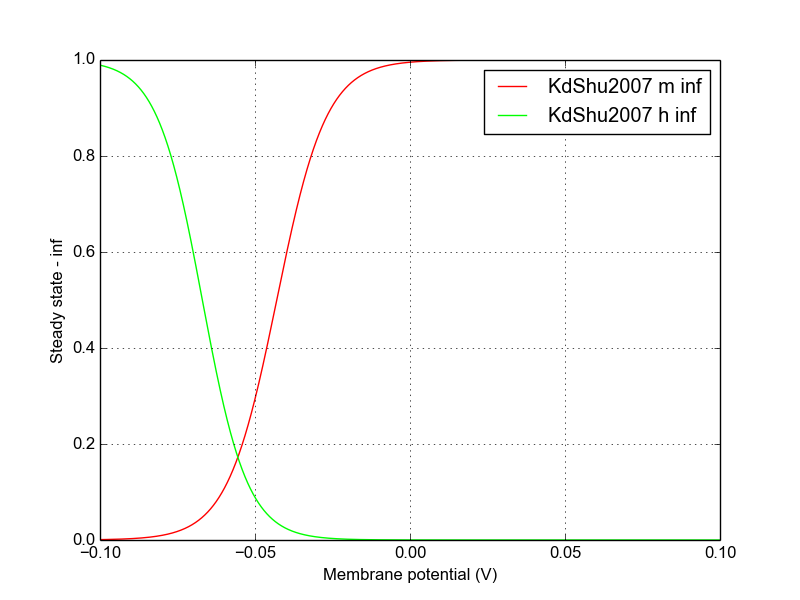 KdShu2007 m inf
KdShu2007 h inf
1.0
0.8
0.6
0.4
0.2
0.0
Steady state - inf
−0.10
−0.05
0.00
0.05
0.10
Membrane potential (V)